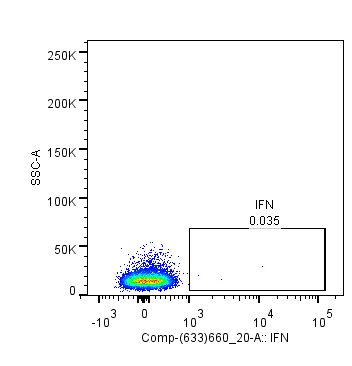 250K
200K
150K
100K
50K
0
SSC-A
IFN
0.035
-10 3
0
10 3
10 4
10 5
Comp-(633)660_20-A:: IFN